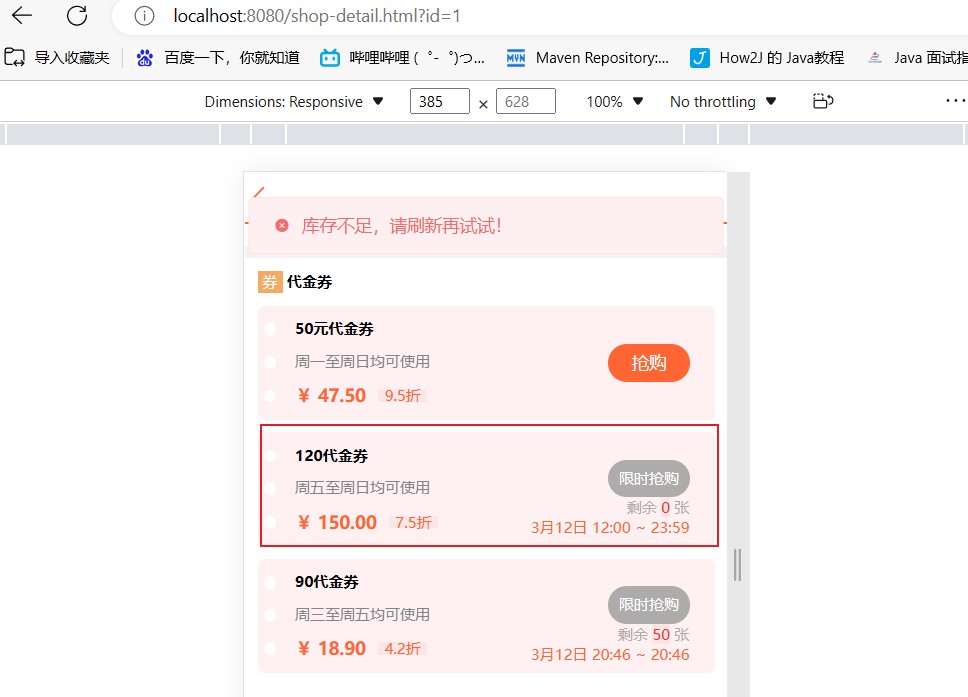 localhost:8080/shop-detail.html?id=1
导入收藏夹 百度一下，你就知道 哔哩哔哩 (゜-゜)つ... MVN Maven Repository:... How2J 的 Java教程 Java 面试指
Dimensions: Responsive 385 × 628 100% No throttling
库存不足，请刷新再试试!
券 代金券
50元代金券
周一至周日均可使用
抢购
¥ 47.50 9.5折
120代金券
限时抢购
周五至周日均可使用
剩余 0 张
¥ 150.00 7.5折
3月12日 12:00 ~ 23:59
90代金券
限时抢购
周三至周五均可使用
剩余 50 张
¥ 18.90 4.2折
3月12日 20:46 ~ 20:46